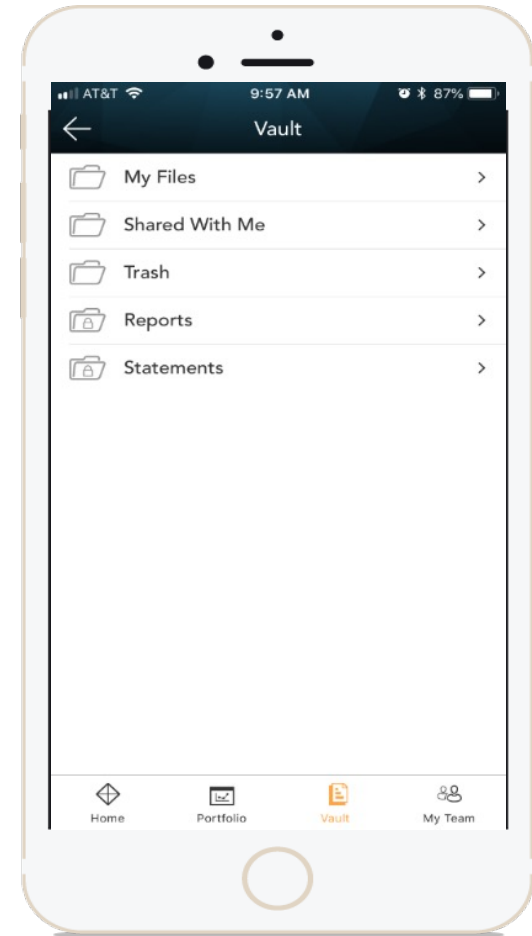 AT&T 9:57 AM 87%
Vault
My Files
Shared With Me
Trash
Reports
Statements
Home Portfolio Vault My Team